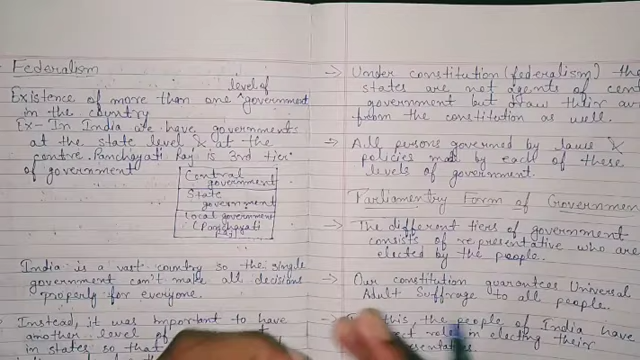 Federalism
level of
Existence of more than one ^government
in the country
Ex- In India are have governments
at the state level & at the
centre. Panchayati Raj is 3rd tier
of government
Central
government
State
government
Local government
(Panchayati
Raj)
India is a vast country so the single
government can't make all decisions
properly for everyone.
Instead, it was important to have
another level of
in states so that
→ Under constitution (federalism) the
states are not agents of
government but draw their
from the constitution as well.
→ All persons governed by laws &
policies mad by each of these
levels of government.
Parliamentry Form of Governmen
→ The different tiers of government
consists of representative who are
elected by the people.
→ Our constitution guarantees Universal
Adult Suffrage to all people.
→ this the people of India have
role in electing their